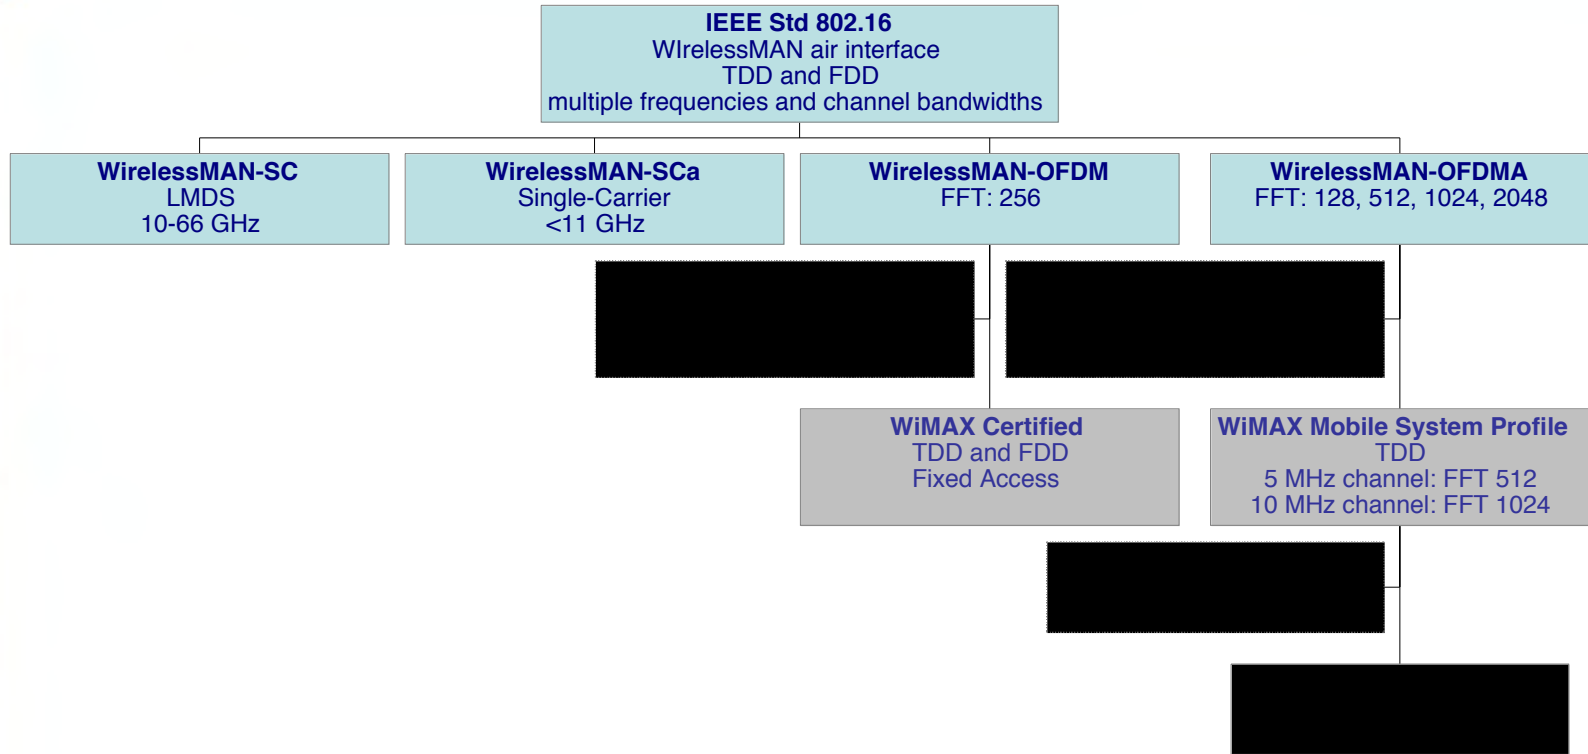 IEEE Std 802.16
WIrelessMAN air interface
TDD and FDD
multiple frequencies and channel bandwidths
WirelessMAN-SC
LMDS
10-66 GHz
WirelessMAN-SCa
Single-Carrier
<11 GHz
WirelessMAN-OFDM
FFT: 256
WirelessMAN-OFDMA
FFT: 128, 512, 1024, 2048
WiMAX Certified
TDD and FDD
Fixed Access
WiMAX Mobile System Profile
TDD
5 MHz channel: FFT 512
10 MHz channel: FFT 1024